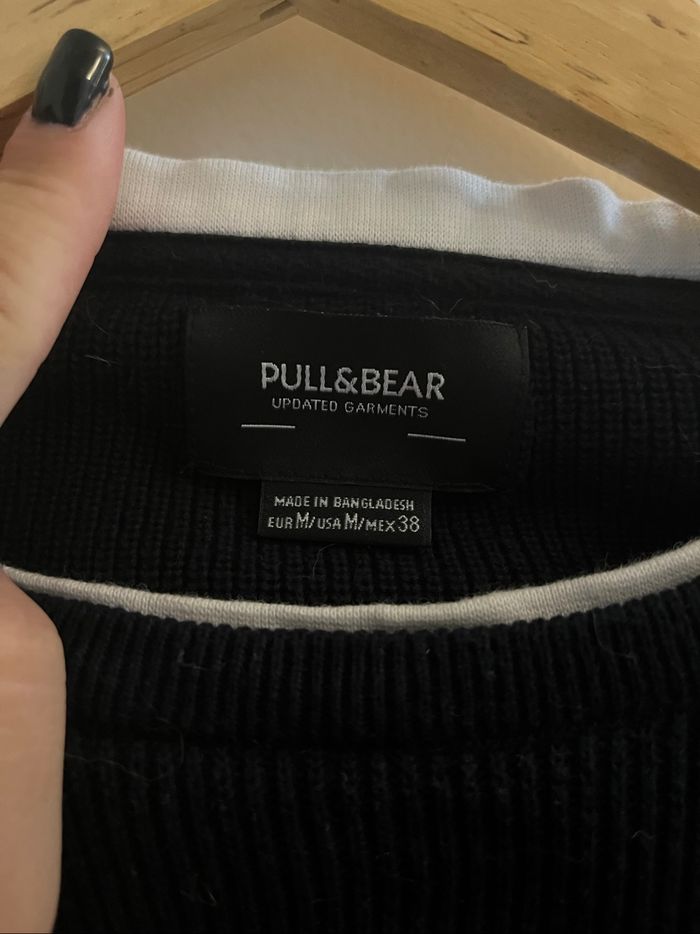 PULL&BEAR
UPDATED GARMENTS
MADE IN BANGLADESH
EUR M/USA M/MEX 38